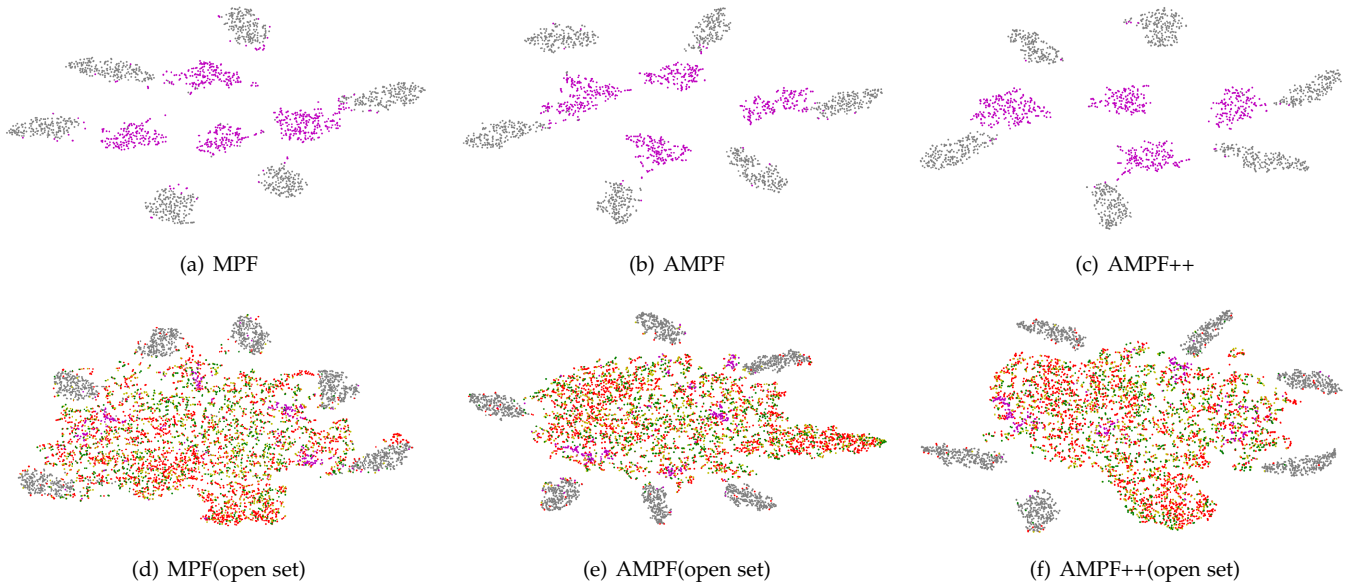 (a) MPF
(b) AMPF
(c) AMPF++
(d) MPF(open set)
(e) AMPF(open set)
(f) AMPF++(open set)